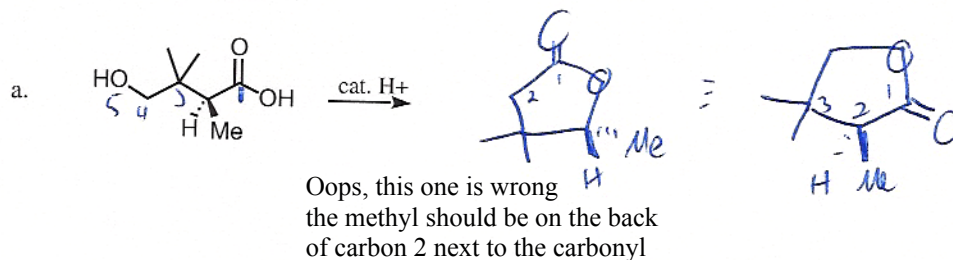 a.
HO
5
4
3
H
Me
O
OH
cat. H+
O
1
O
2
Me
H
≡
O
1
O
3
2
H
Me
Oops, this one is wrong
the methyl should be on the back
of carbon 2 next to the carbonyl